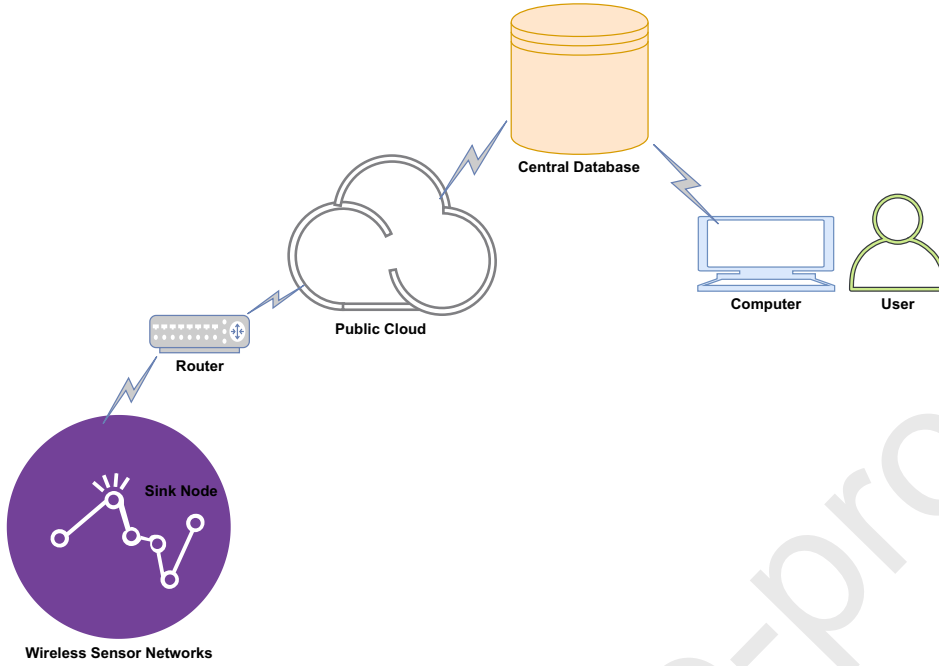 Central Database
Computer
User
Public Cloud
Router
Sink Node
Wireless Sensor Networks